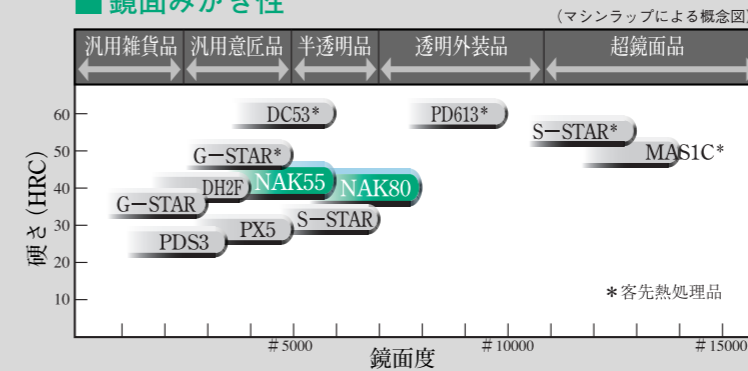 ■鏡面みがき性
（マシンラップによる概念図）
汎用雑貨品 汎用意匠品 半透明品 透明外装品 超鏡面品
硬さ（HRC）
60
50
40
30
20
10
DC53*
PD613*
S－STAR*
MAS1C*
G－STAR*
DH2F
NAK55
NAK80
G－STAR
S－STAR
PX5
PDS3
*客先熱処理品
#5000
#10000
#15000
鏡面度